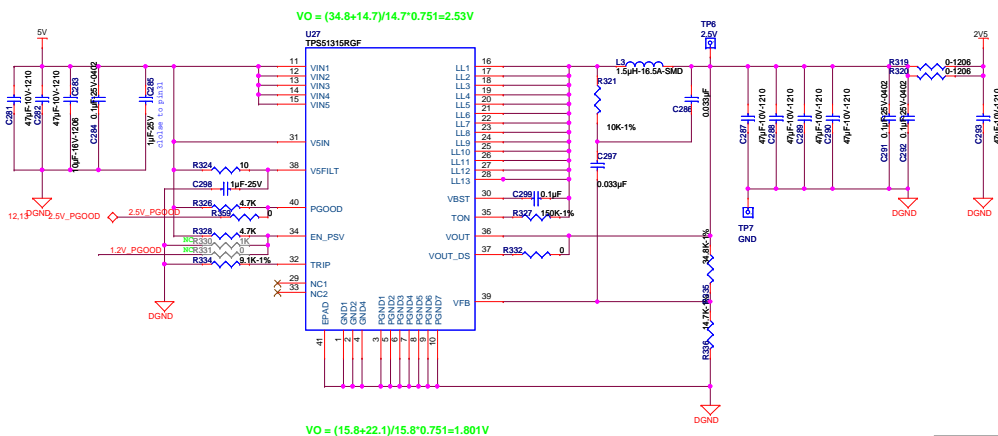 VO = (34.8+14.7)/14.7*0.751=2.53V
U27
TPS51315RGF
5V
TP6
2.5V
2V5
11
12
13
14
15
VIN1
VIN2
VIN3
VIN4
VIN5
31
V5IN
38
V5FILT
40
PGOOD
34
EN_PSV
32
TRIP
29
NC1
33
NC2
LL1
LL2
LL3
LL4
LL5
LL6
LL7
LL8
LL9
LL10
LL11
LL12
LL13
16
17
18
19
20
21
22
23
24
25
26
27
28
VBST
30
TON
35
VOUT
36
VOUT_DS
37
VFB
39
EPAD
GND1
GND2
GND4
PGND1
PGND2
PGND3
PGND4
PGND5
PGND6
PGND7
41
1
2
4
3
5
6
7
8
9
10
C281
47µF-10V-1210
C282
47µF-10V-1210
C283
10µF-16V-1206
C284
0.1µF-25V-0402
C285
1µF-25V
clolse to pin31
R324
10
C298
1µF-25V
R326
4.7K
R359
0
12,13
2.5V_PGOOD
2.5V_PGOOD
R328
4.7K
NC
R330
1K
NC
R331
0
1.2V_PGOOD
R334
9.1K-1%
DGND
DGND
L3
1.5µH-16.5A-SMD
R321
10K-1%
C286
0.033µF
C297
0.033µF
C299
0.1µF
R327
150K-1%
R332
0
34.8K-1%
R335
14.7K-1%
R336
C287
47µF-10V-1210
C288
47µF-10V-1210
C289
47µF-10V-1210
C290
47µF-10V-1210
C291
0.1µF-25V-0402
C292
0.1µF-25V-0402
R319
0-1206
R320
0-1206
C293
47µF-10V-1210
TP7
GND
DGND
DGND
DGND
VO = (15.8+22.1)/15.8*0.751=1.801V